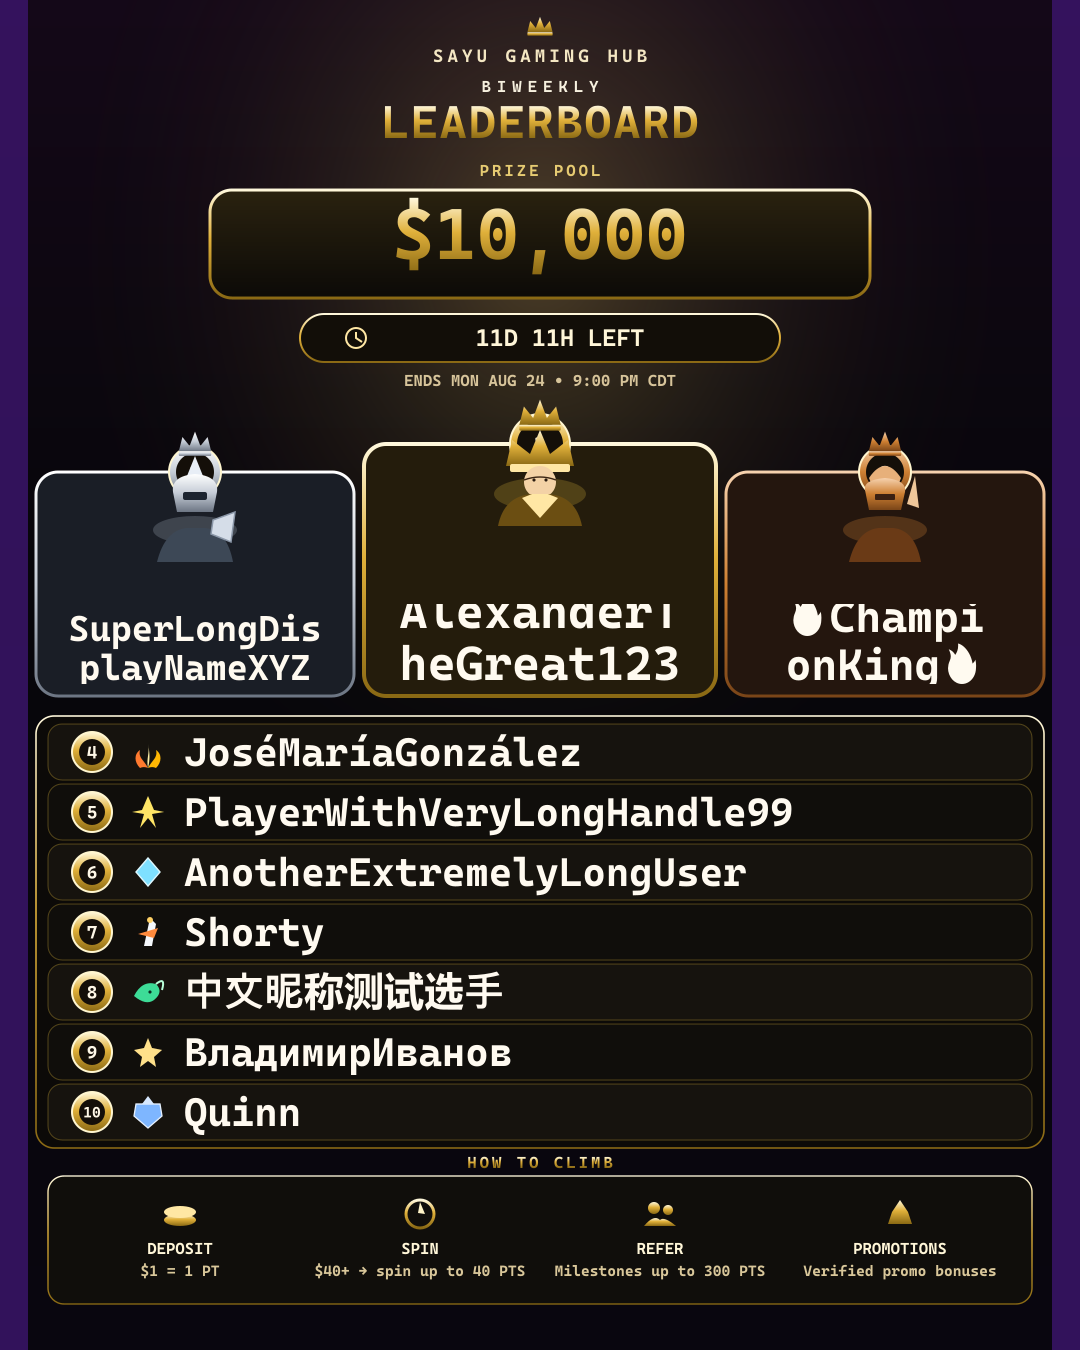 SAYU GAMING HUB
BIWEEKLY
LEADERBOARD
PRIZE POOL
$10,000
11D 11H LEFT
ENDS MON AUG 24 • 9:00 PM CDT
SuperLongDis
playNameXYZ
AlexanderT
heGreat123
🔥Champi
onKing🔥
4 JoséMaríaGonzález
5 PlayerWithVeryLongHandle99
6 AnotherExtremelyLongUser
7 Shorty
8 中文昵称测试选手
9 ВладимирИванов
10 Quinn
HOW TO CLIMB
DEPOSIT
$1 = 1 PT
SPIN
$40+ → spin up to 40 PTS
REFER
Milestones up to 300 PTS
PROMOTIONS
Verified promo bonuses